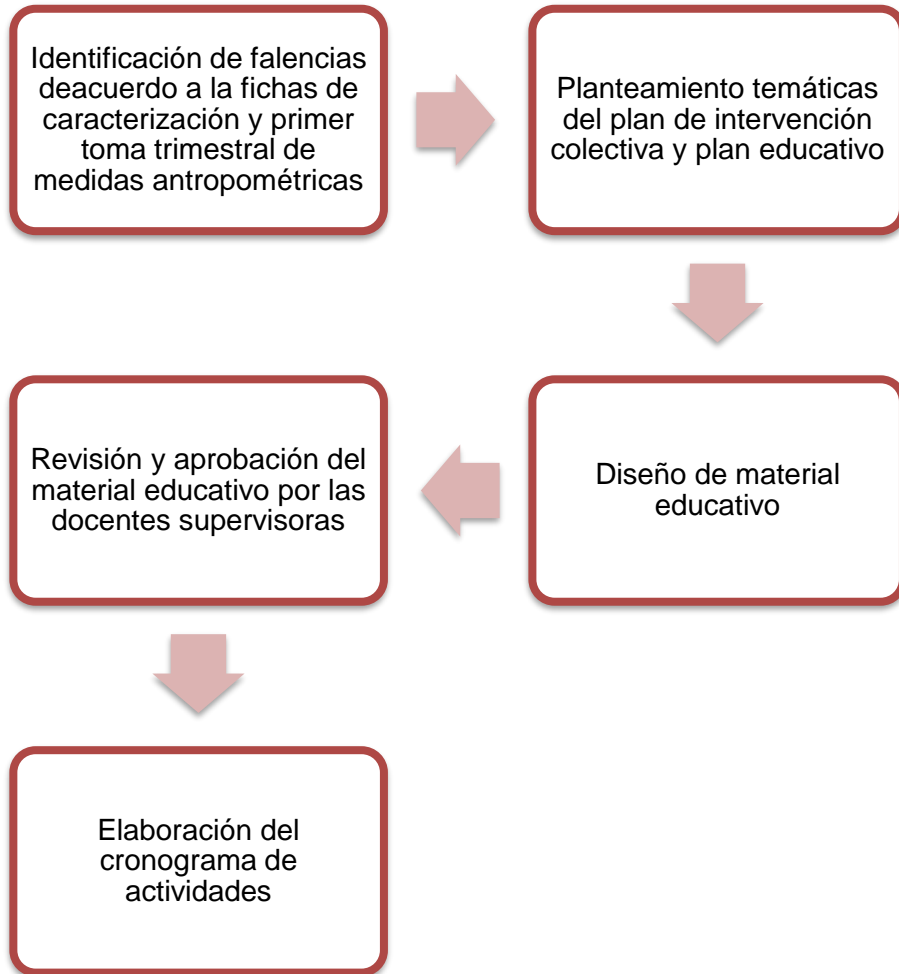 Identificación de falencias
deacuerdo a la fichas de
caracterización y primer
toma trimestral de
medidas antropométricas
Planteamiento temáticas
del plan de intervención
colectiva y plan educativo
Diseño de material
educativo
Revisión y aprobación del
material educativo por las
docentes supervisoras
Elaboración del
cronograma de
actividades